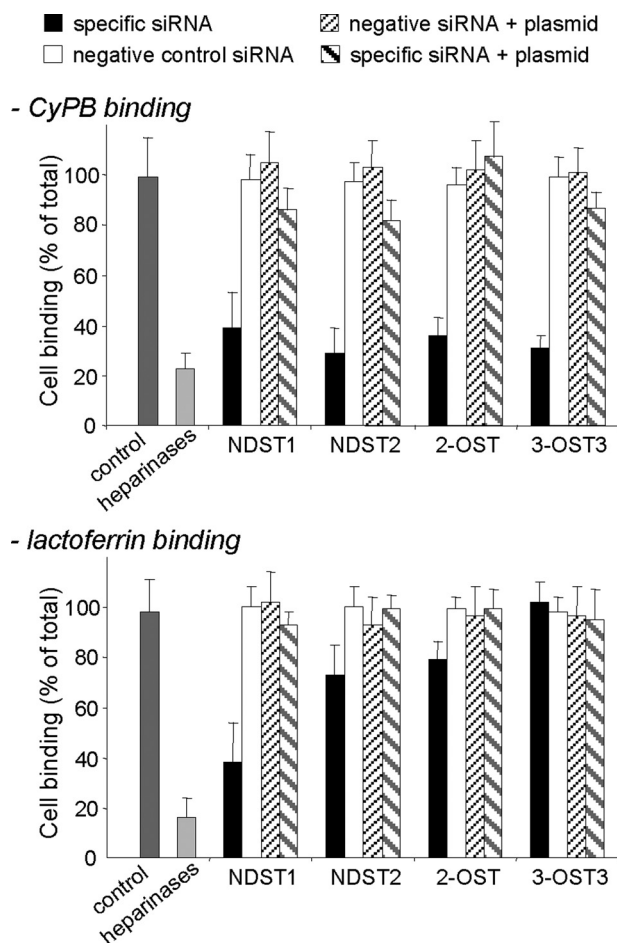 specific siRNA
negative siRNA + plasmid
negative control siRNA
specific siRNA + plasmid
- CyPB binding
Cell binding (% of total)
100
80
60
40
20
0
control
heparinases
NDST1
NDST2
2-OST
3-OST3
- lactoferrin binding
Cell binding (% of total)
100
80
60
40
20
0
control
heparinases
NDST1
NDST2
2-OST
3-OST3